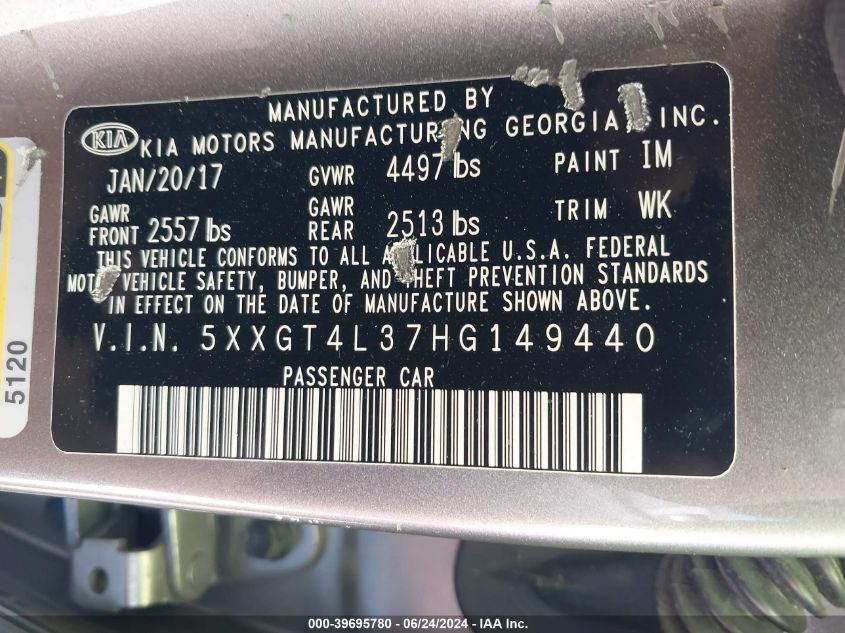 MANUFACTURED BY
KIA KIA MOTORS MANUFACTURING GEORGIA, INC.
JAN/20/17 GVWR 4497 lbs PAINT IM
GAWR FRONT 2557 lbs GAWR REAR 2513 lbs TRIM WK
THIS VEHICLE CONFORMS TO ALL APPLICABLE U.S.A. FEDERAL
MOTOR VEHICLE SAFETY, BUMPER, AND THEFT PREVENTION STANDARDS
IN EFFECT ON THE DATE OF MANUFACTURE SHOWN ABOVE.
V.I.N. 5XXGT4L37HG149440
PASSENGER CAR
5120
000-39695780 - 06/24/2024 - IAA Inc.